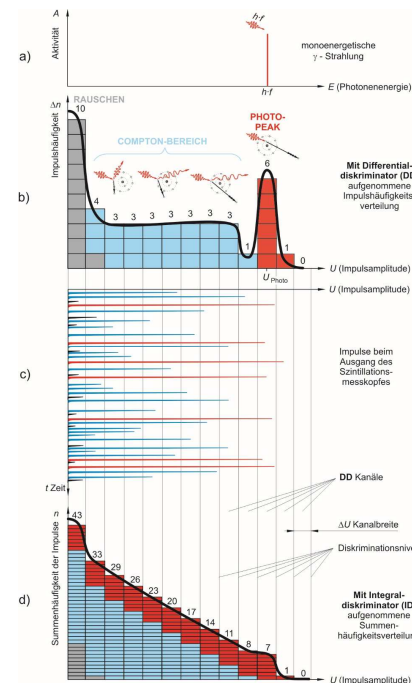 a)
A
Aktivität
h·f
monoenergetische
γ - Strahlung
h·f
E (Photonenenergie)
b)
Δn
Impulshäufigkeit
RAUSCHEN
10
COMPTON-BEREICH
PHOTO-
PEAK
4
3 3 3 3 3 3 3
1
6
1
0
Mit Differential-
diskriminator (DD
aufgenommene
Impulshäufigkeits
verteilung
U (Impulsamplitude)
U Photo
U (Impulsamplitude)
c)
Impulse beim
Ausgang des
Szintillations-
messkopfes
t Zeit
DD Kanäle
ΔU Kanalbreite
Diskriminationsnive
d)
n
Summenhäufigkeit der Impulse
43
33
29
26
23
20
17
14
11
8
7
1
0
Mit Integral-
diskriminator (ID
aufgenommene
Summen-
häufigkeitsverteilun
U (Impulsamplitude)